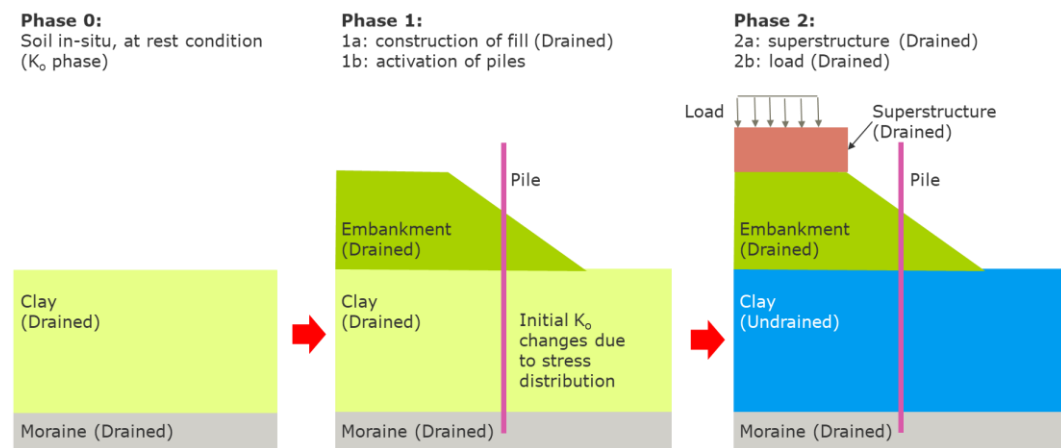 Phase 0:
Soil in-situ, at rest condition
(Ko phase)
Clay
(Drained)
Moraine (Drained)
Phase 1:
1a: construction of fill (Drained)
1b: activation of piles
Pile
Embankment
(Drained)
Clay
(Drained)
Initial Ko
changes due
to stress
distribution
Moraine (Drained)
Phase 2:
2a: superstructure (Drained)
2b: load (Drained)
Load
Superstructure
(Drained)
Pile
Embankment
(Drained)
Clay
(Undrained)
Moraine (Drained)